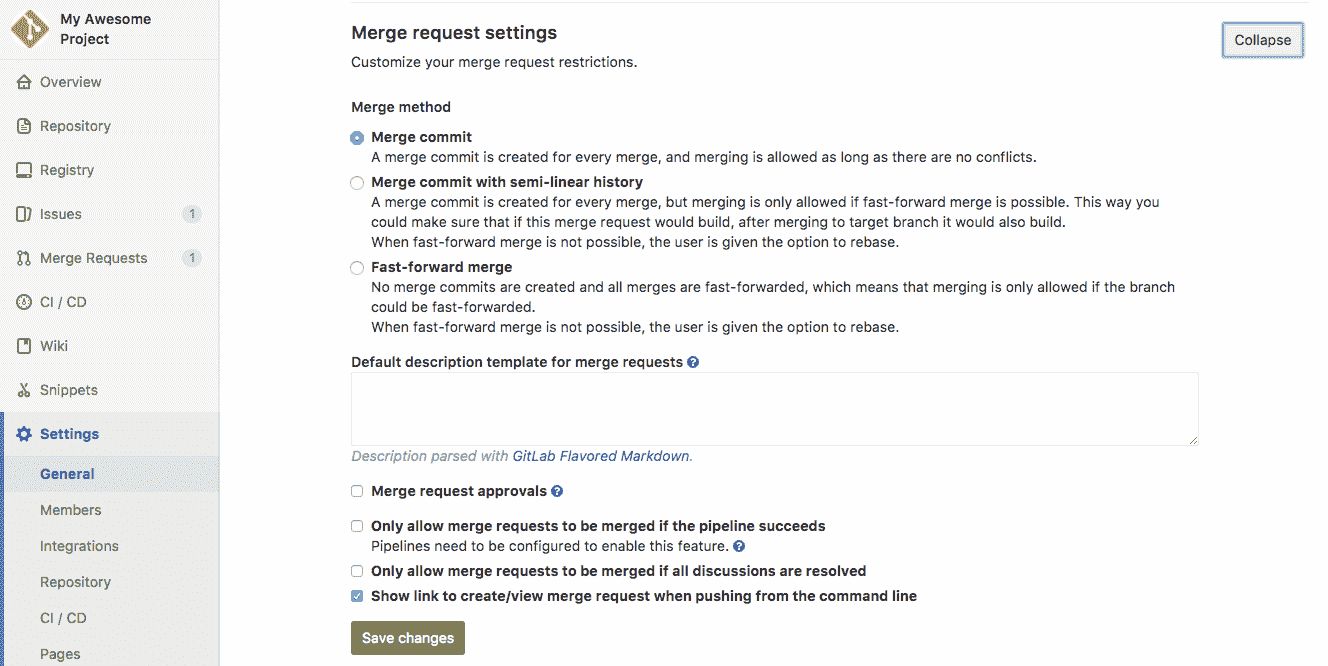 My Awesome
Project
Overview
Repository
Registry
Issues 1
Merge Requests 1
CI / CD
Wiki
Snippets
Settings
General
Members
Integrations
Repository
CI / CD
Pages
Merge request settings
Collapse
Customize your merge request restrictions.
Merge method
Merge commit
A merge commit is created for every merge, and merging is allowed as long as there are no conflicts.
Merge commit with semi-linear history
A merge commit is created for every merge, but merging is only allowed if fast-forward merge is possible. This way you
could make sure that if this merge request would build, after merging to target branch it would also build.
When fast-forward merge is not possible, the user is given the option to rebase.
Fast-forward merge
No merge commits are created and all merges are fast-forwarded, which means that merging is only allowed if the branch
could be fast-forwarded.
When fast-forward merge is not possible, the user is given the option to rebase.
Default description template for merge requests ?
Description parsed with GitLab Flavored Markdown.
Merge request approvals ?
Only allow merge requests to be merged if the pipeline succeeds
Pipelines need to be configured to enable this feature. ?
Only allow merge requests to be merged if all discussions are resolved
Show link to create/view merge request when pushing from the command line
Save changes